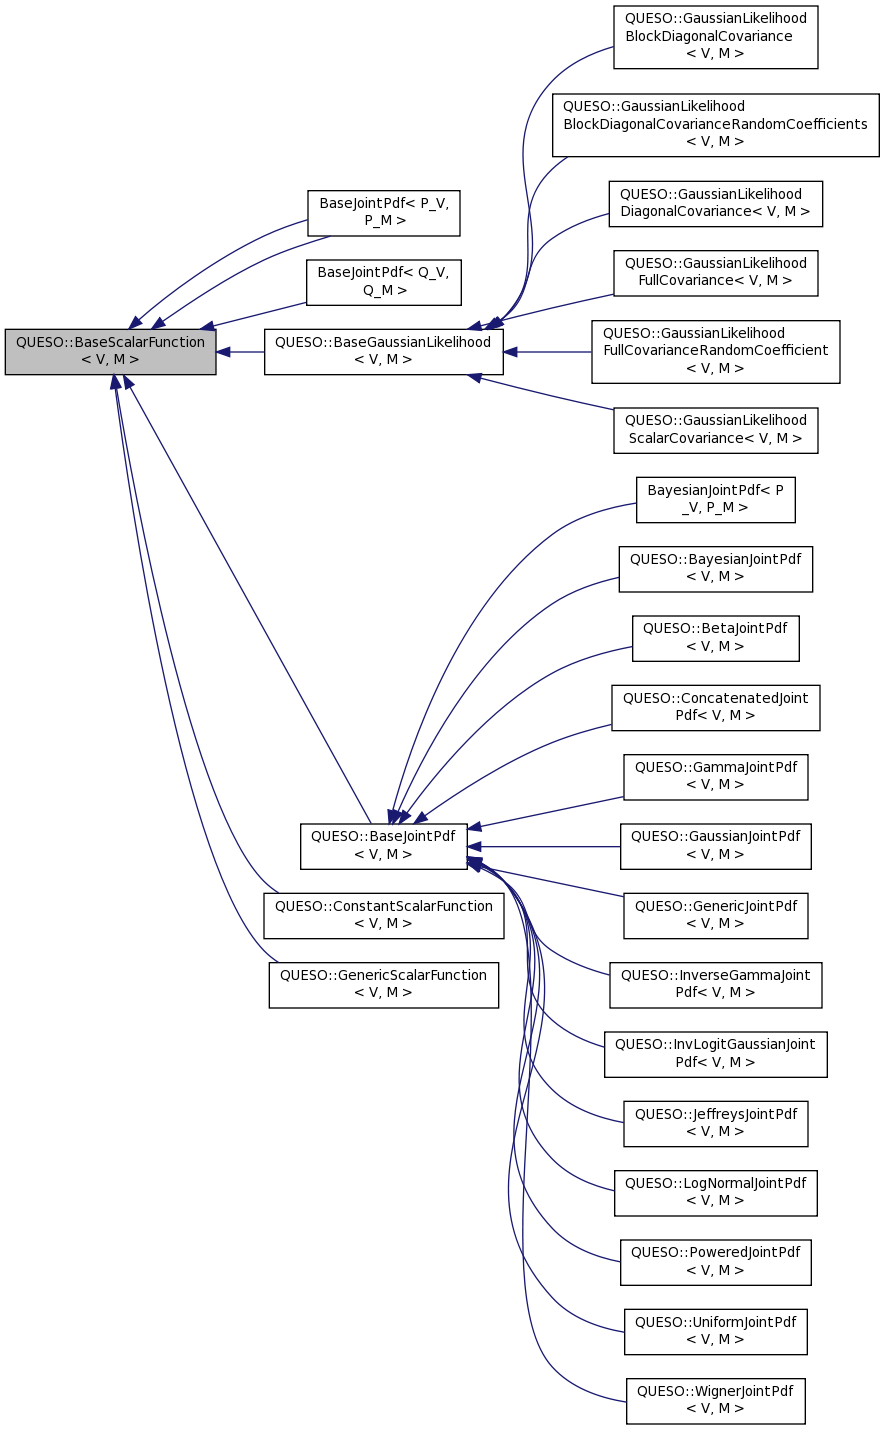 QUESO::GaussianLikelihood
BlockDiagonalCovariance
< V, M >
QUESO::GaussianLikelihood
BlockDiagonalCovarianceRandomCoefficients
< V, M >
QUESO::GaussianLikelihood
DiagonalCovariance< V, M >
BaseJointPdf< P_V,
P_M >
QUESO::GaussianLikelihood
FullCovariance< V, M >
BaseJointPdf< Q_V,
Q_M >
QUESO::BaseScalarFunction
< V, M >
QUESO::BaseGaussianLikelihood
< V, M >
QUESO::GaussianLikelihood
FullCovarianceRandomCoefficient
< V, M >
QUESO::GaussianLikelihood
ScalarCovariance< V, M >
BayesianJointPdf< P
_V, P_M >
QUESO::BayesianJointPdf
< V, M >
QUESO::BetaJointPdf
< V, M >
QUESO::ConcatenatedJoint
Pdf< V, M >
QUESO::GammaJointPdf
< V, M >
QUESO::BaseJointPdf
< V, M >
QUESO::GaussianJointPdf
< V, M >
QUESO::ConstantScalarFunction
< V, M >
QUESO::GenericJointPdf
< V, M >
QUESO::GenericScalarFunction
< V, M >
QUESO::InverseGammaJoint
Pdf< V, M >
QUESO::InvLogitGaussianJoint
Pdf< V, M >
QUESO::JeffreysJointPdf
< V, M >
QUESO::LogNormalJointPdf
< V, M >
QUESO::PoweredJointPdf
< V, M >
QUESO::UniformJointPdf
< V, M >
QUESO::WignerJointPdf
< V, M >